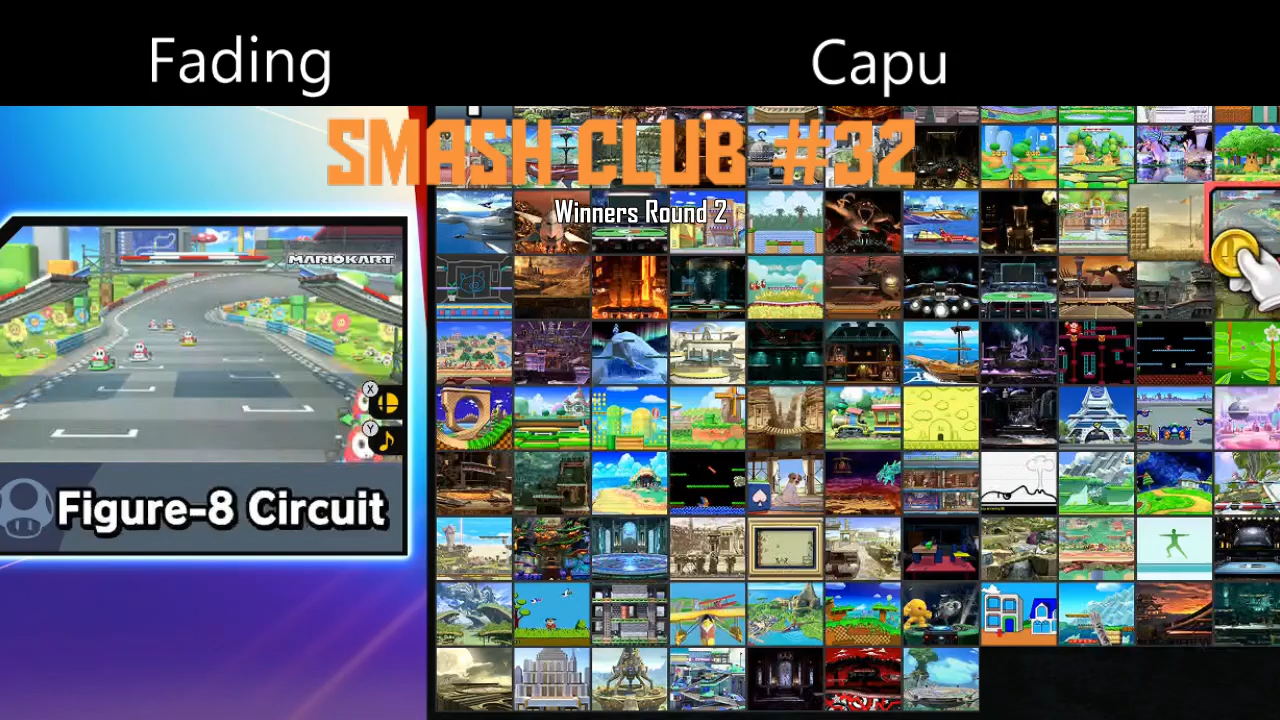 Fading
Capu
SMASH CLUB #32
Winners Round 2
MARIOKART
X
Y
Figure-8 Circuit